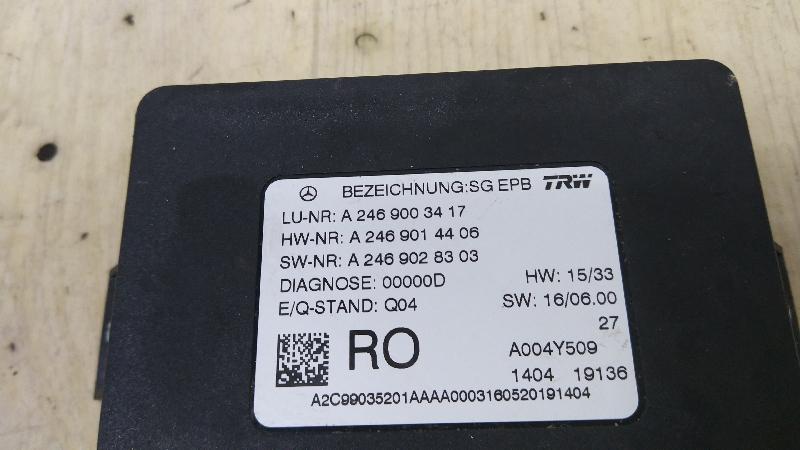 BEZEICHNUNG:SG EPB TRW
LU-NR: A 246 900 34 17
HW-NR: A 246 901 44 06
SW-NR: A 246 902 83 03
DIAGNOSE: 00000D HW: 15/33
E/Q-STAND: Q04 SW: 16/06.00
27
RO A004Y509
1404 19136
A2C99035201AAAA0003160520191404